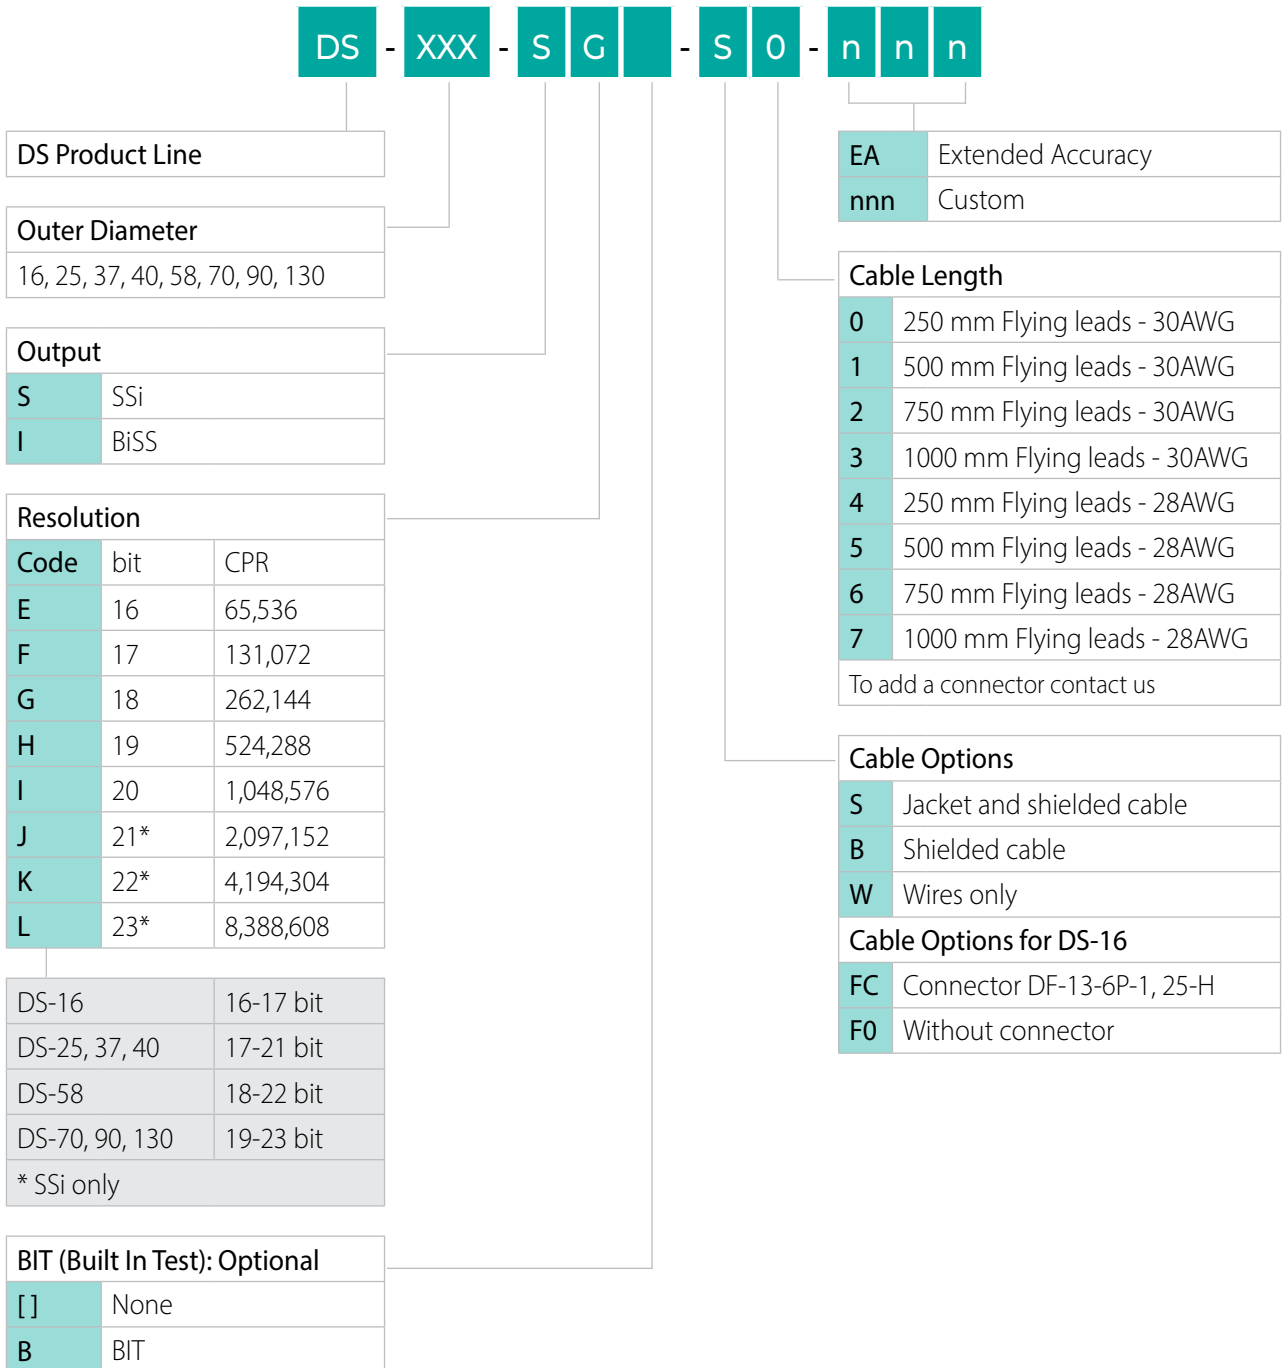 DS - XXX - S G - S 0 - n n n
DS Product Line
Outer Diameter
16, 25, 37, 40, 58, 70, 90, 130
Output
S SSi
I BiSS
Resolution
Code bit CPR
E 16 65,536
F 17 131,072
G 18 262,144
H 19 524,288
I 20 1,048,576
J 21* 2,097,152
K 22* 4,194,304
L 23* 8,388,608
DS-16 16-17 bit
DS-25, 37, 40 17-21 bit
DS-58 18-22 bit
DS-70, 90, 130 19-23 bit
* SSi only
BIT (Built In Test): Optional
[ ] None
B BIT
EA Extended Accuracy
nnn Custom
Cable Length
0 250 mm Flying leads - 30AWG
1 500 mm Flying leads - 30AWG
2 750 mm Flying leads - 30AWG
3 1000 mm Flying leads - 30AWG
4 250 mm Flying leads - 28AWG
5 500 mm Flying leads - 28AWG
6 750 mm Flying leads - 28AWG
7 1000 mm Flying leads - 28AWG
To add a connector contact us
Cable Options
S Jacket and shielded cable
B Shielded cable
W Wires only
Cable Options for DS-16
FC Connector DF-13-6P-1, 25-H
F0 Without connector